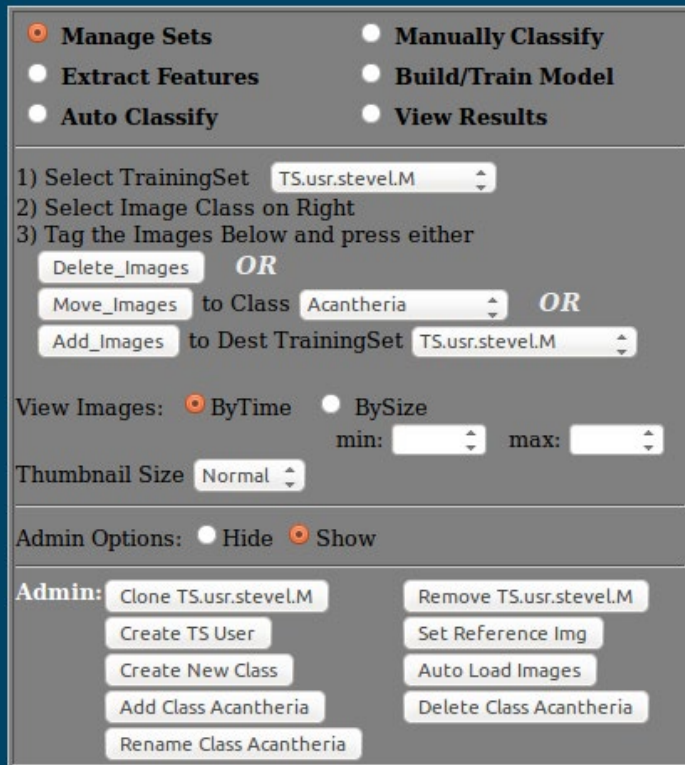 Manage Sets Manually Classify
Extract Features Build/Train Model
Auto Classify View Results
1) Select TrainingSet TS.usr.stevel.M
2) Select Image Class on Right
3) Tag the Images Below and press either
Delete_Images OR
Move_Images to Class Acantheria OR
Add_Images to Dest TrainingSet TS.usr.stevel.M
View Images: ByTime BySize
min: max:
Thumbnail Size Normal
Admin Options: Hide Show
Admin: Clone TS.usr.stevel.M Remove TS.usr.stevel.M
Create TS User Set Reference Img
Create New Class Auto Load Images
Add Class Acantheria Delete Class Acantheria
Rename Class Acantheria